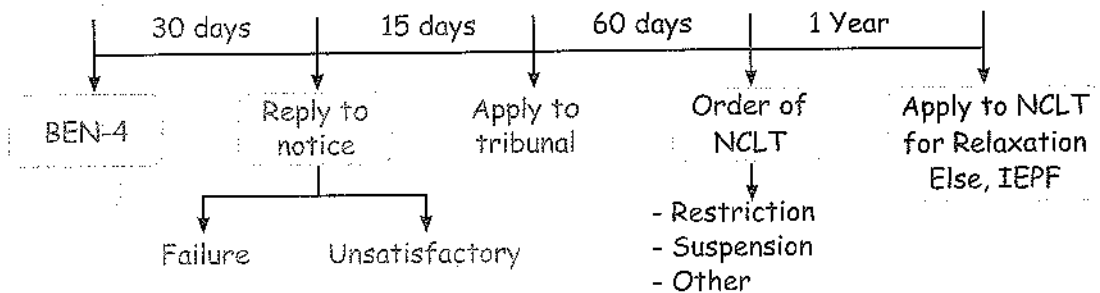 30 days
15 days
60 days
1 Year
BEN-4
Reply to
notice
Apply to
tribunal
Order of
NCLT
Apply to NCLT
for Relaxation
Else, IEPF
Failure
Unsatisfactory
- Restriction
- Suspension
- Other